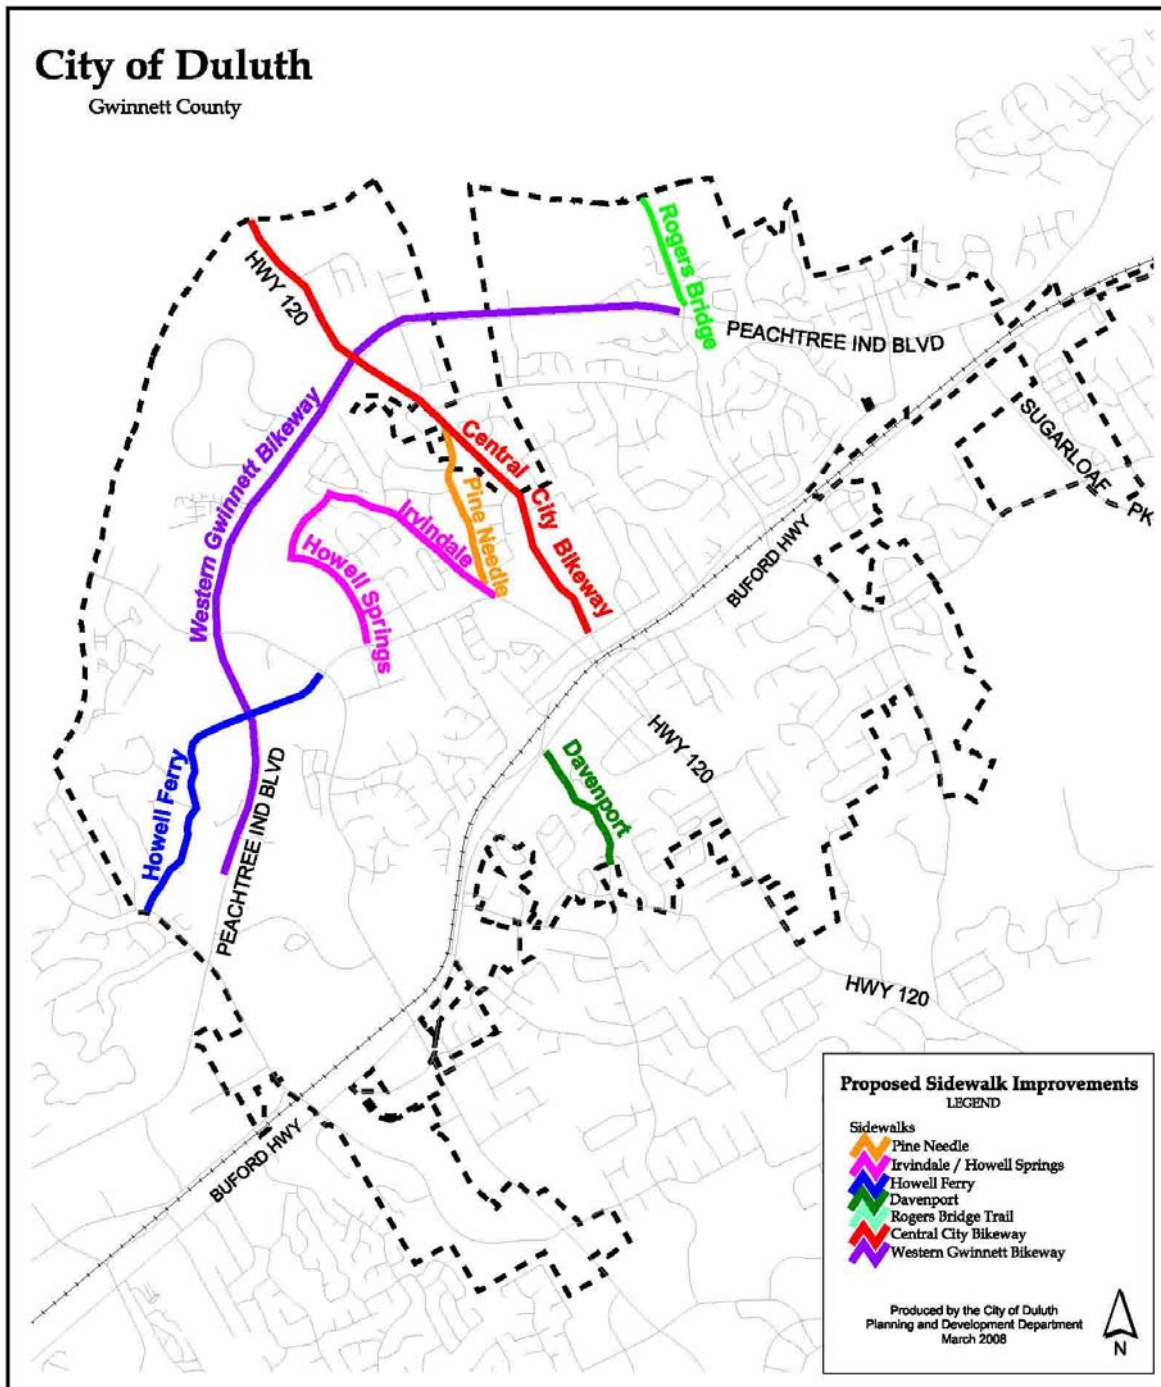 City of Duluth
Gwinnett County
Rogers Bridge
HWY 120
PEACHTREE IND BLVD
Western Gwinnett Bikeway
Central City Bikeway
SUGARLOAF PK
Pine Needle
Irvindale
Howell Springs
BUFORD HWY
HWY 120
Davenport
Howell Ferry
PEACHTREE IND BLVD
HWY 120
BUFORD HWY
Proposed Sidewalk Improvements
LEGEND
Sidewalks
Pine Needle
Irvindale / Howell Springs
Howell Ferry
Davenport
Rogers Bridge Trail
Central City Bikeway
Western Gwinnett Bikeway
Produced by the City of Duluth
Planning and Development Department
March 2008
N